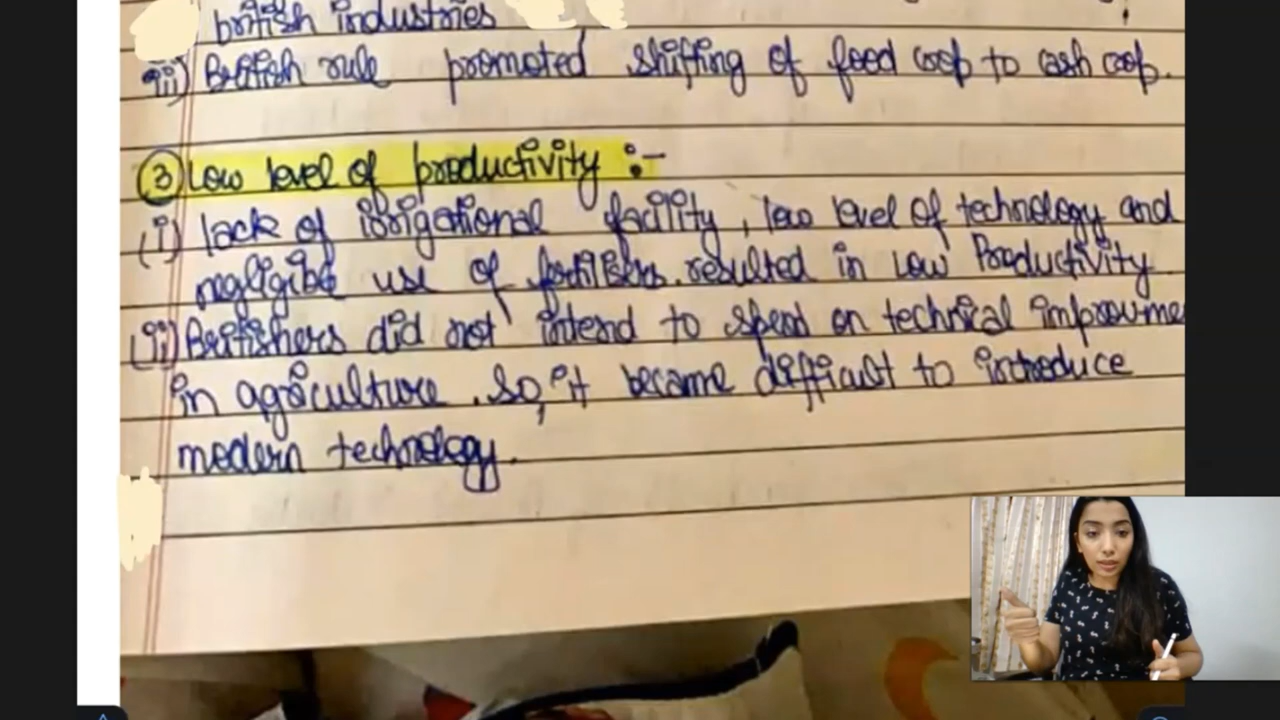 british industries
iii) British rule promoted shifting of food crop to cash crop.
③ Low level of productivity :-
(i) lack of irrigational facility, low level of technology and
negligible use of fertilisers. resulted in low Productivity
(ii) Britishers did not intend to spend on technical improvme
in agriculture. So, it became difficult to introduce
modern technology.